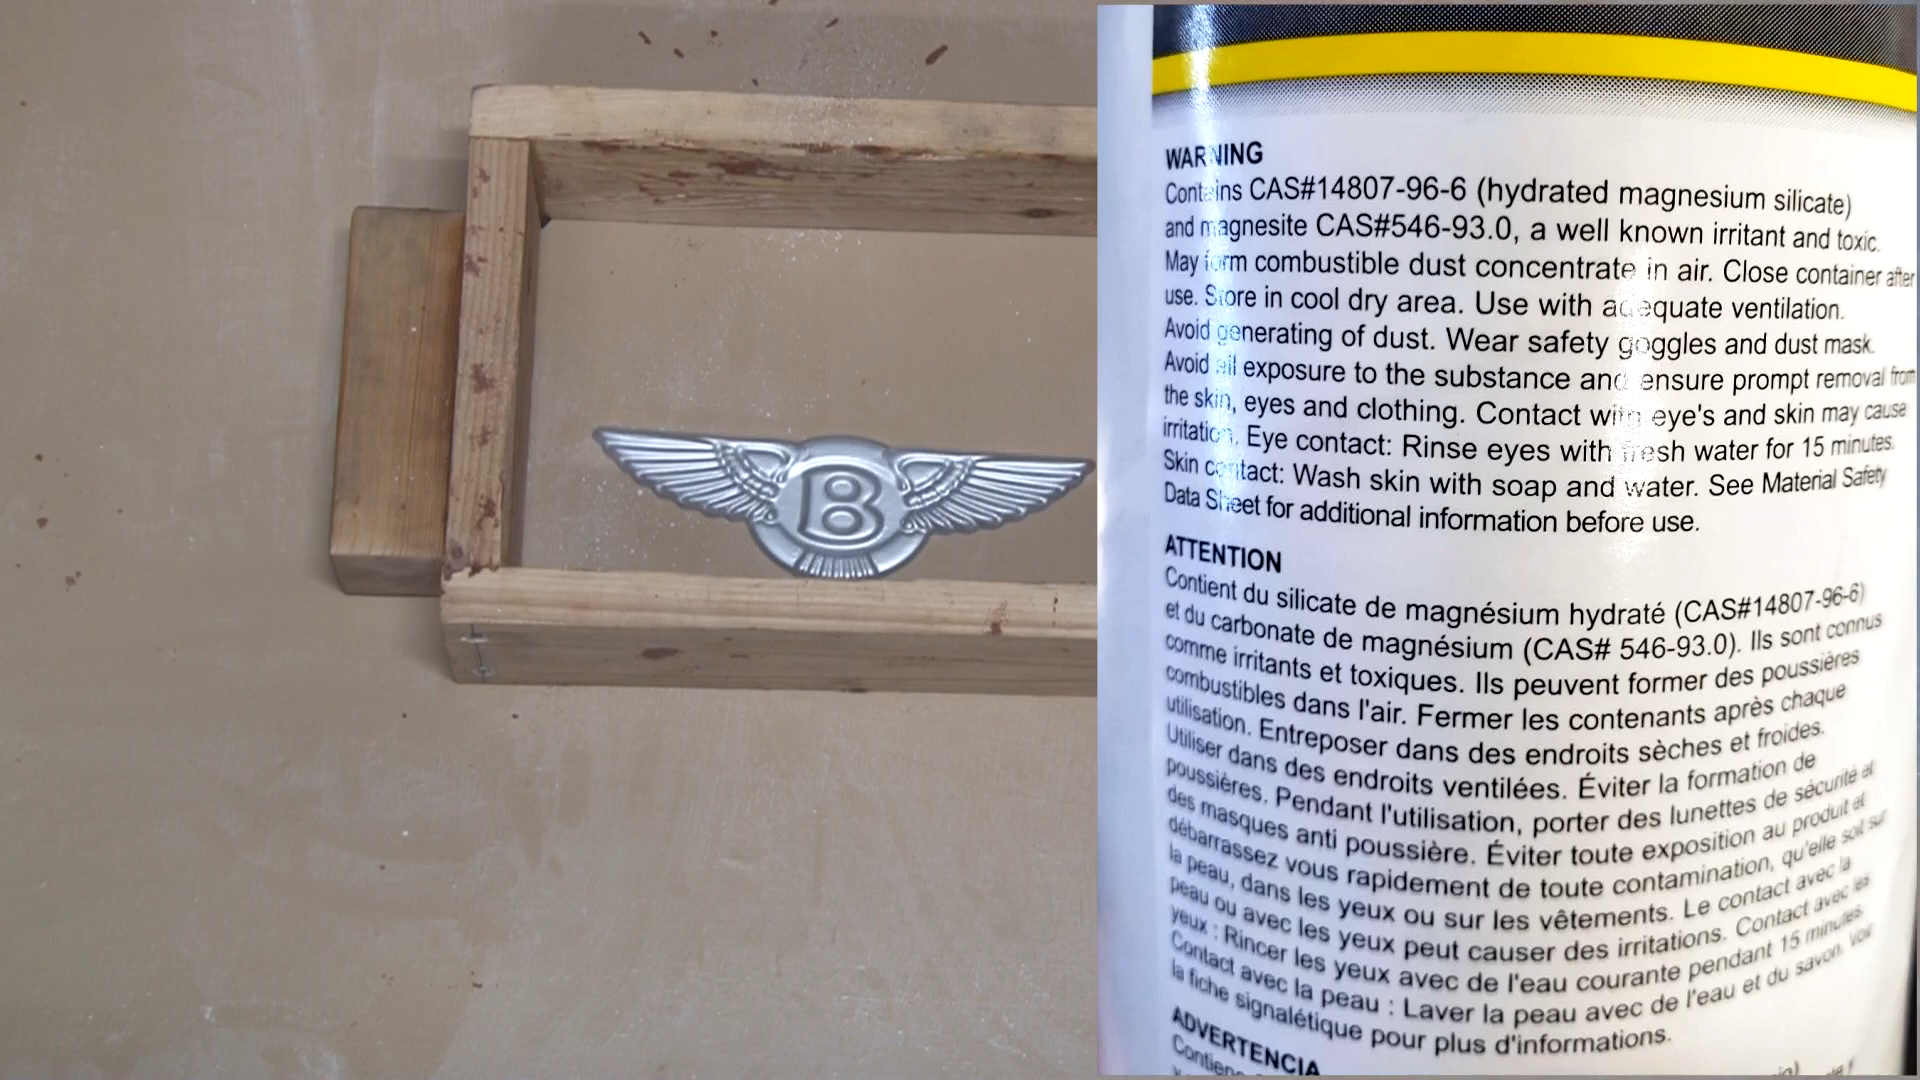 B
WARNING
Contains CAS#14807-96-6 (hydrated magnesium silicate)
and magnesite CAS#546-93.0, a well known irritant and toxic.
May form combustible dust concentrate in air. Close container after
use. Store in cool dry area. Use with adequate ventilation.
Avoid generating of dust. Wear safety goggles and dust mask.
Avoid all exposure to the substance and ensure prompt removal from
the skin, eyes and clothing. Contact with eye's and skin may cause
irritation. Eye contact: Rinse eyes with fresh water for 15 minutes.
Skin contact: Wash skin with soap and water. See Material Safety
Data Sheet for additional information before use.
ATTENTION
Contient du silicate de magnésium hydraté (CAS#14807-96-6)
et du carbonate de magnésium (CAS# 546-93.0). Ils sont connus
comme irritants et toxiques. Ils peuvent former des poussières
combustibles dans l'air. Fermer les contenants après chaque
utilisation. Entreposer dans des endroits sèches et froides.
Utiliser dans des endroits ventilées. Éviter la formation de
poussières. Pendant l'utilisation, porter des lunettes de sécurité et
des masques anti poussière. Éviter toute exposition au produit et
débarrassez vous rapidement de toute contamination, qu'elle soit sur
la peau, dans les yeux ou sur les vêtements. Le contact avec la
peau ou avec les yeux peut causer des irritations. Contact avec les
yeux : Rincer les yeux avec de l'eau courante pendant 15 minutes.
Contact avec la peau : Laver la peau avec de l'eau et du savon. Voir
la fiche signalétique pour plus d'informations.
ADVERTENCIA
Contiene